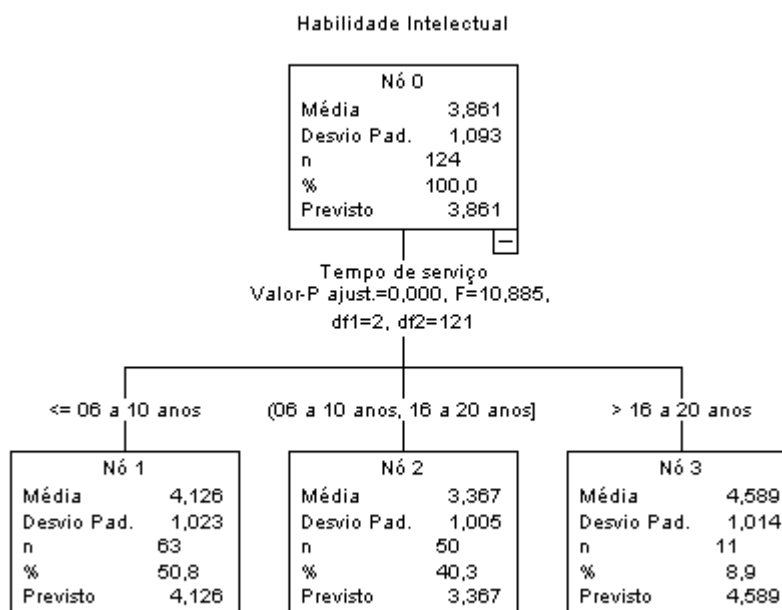 Habilidade Intelectual
Nó 0
Média 3,861
Desvio Pad. 1,093
n 124
% 100,0
Previsto 3,861
Tempo de serviço
Valor-P ajust.=0,000, F=10,885,
df1=2, df2=121
<= 06 a 10 anos
(06 a 10 anos, 16 a 20 anos]
> 16 a 20 anos
Nó 1
Média 4,126
Desvio Pad. 1,023
n 63
% 50,8
Previsto 4,126
Nó 2
Média 3,367
Desvio Pad. 1,005
n 50
% 40,3
Previsto 3,367
Nó 3
Média 4,589
Desvio Pad. 1,014
n 11
% 8,9
Previsto 4,589